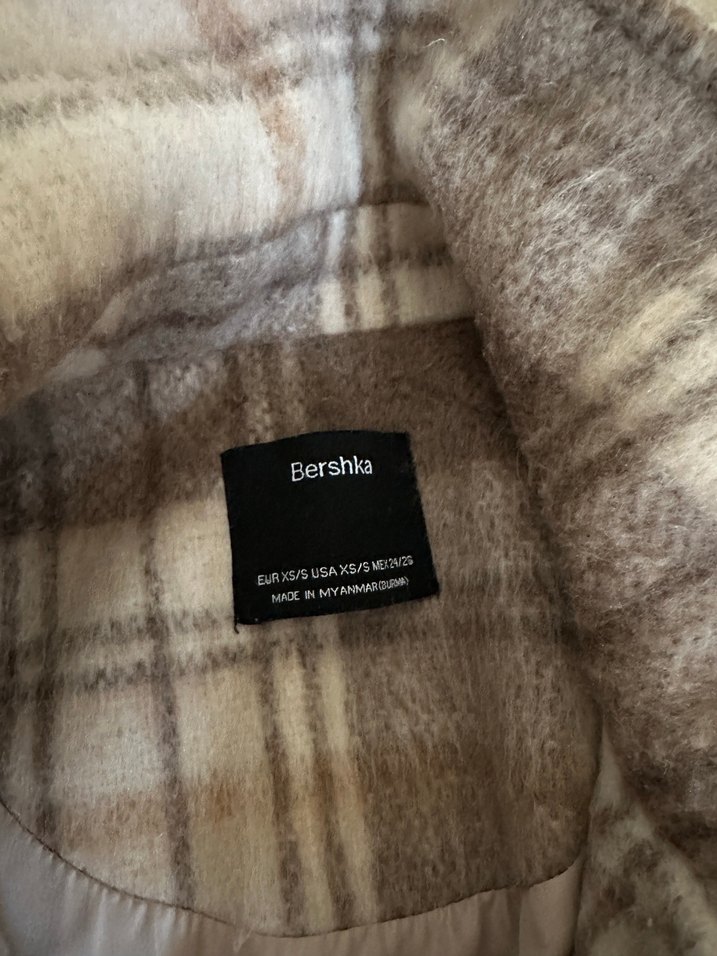 Bershka
EUR XS/S USA XS/S MEX 24/26
MADE IN MYANMAR (BURMA)